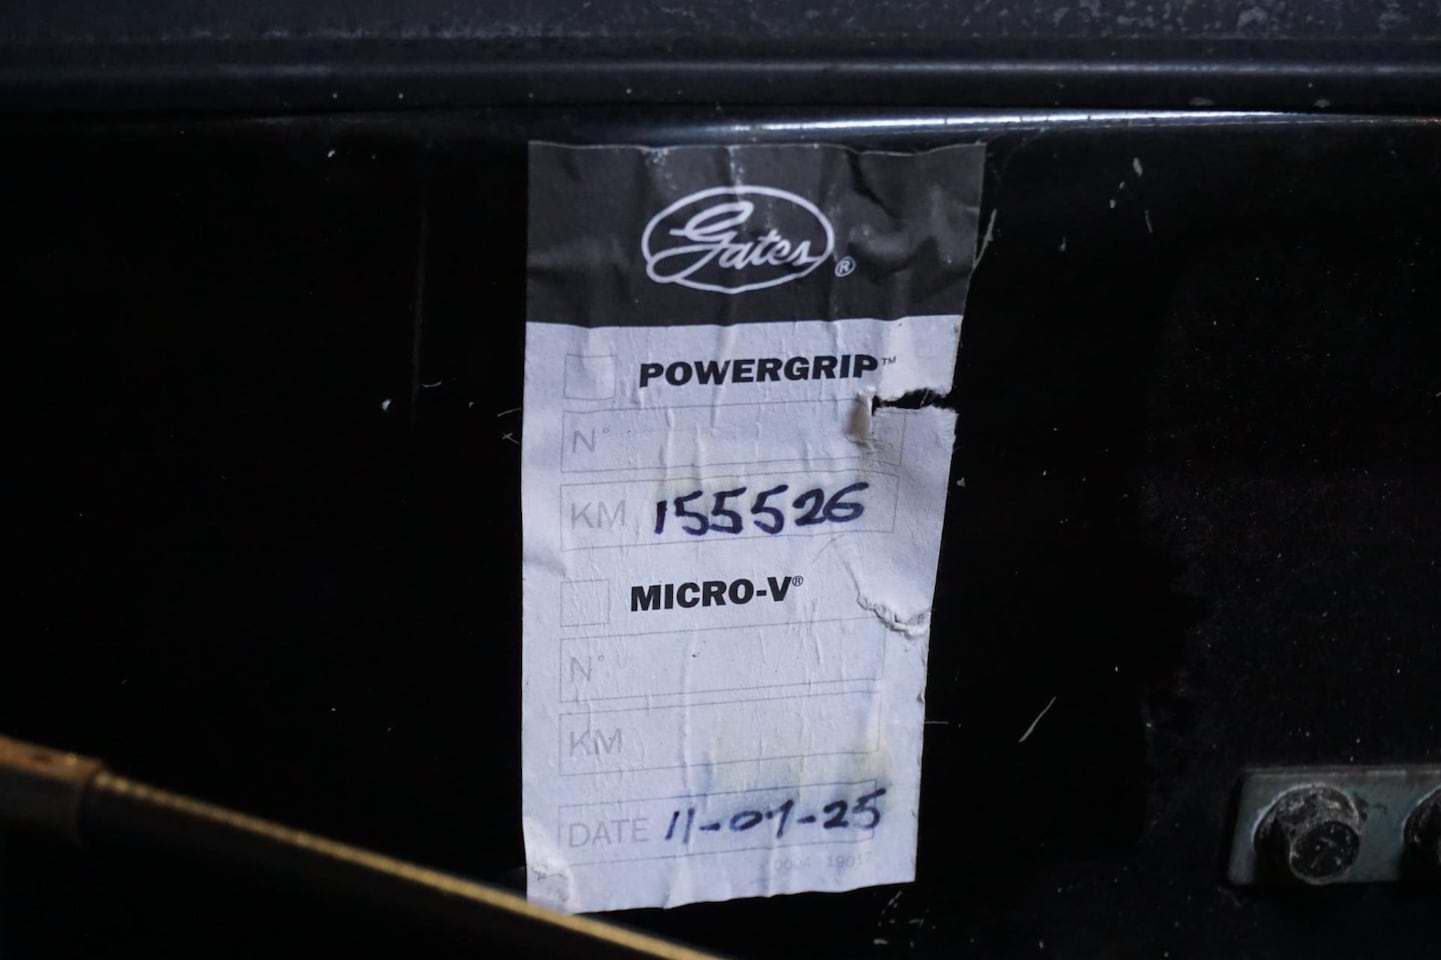 Gates®
POWERGRIP™
N°
KM 155526
MICRO-V®
N°
KM
DATE 11-07-25